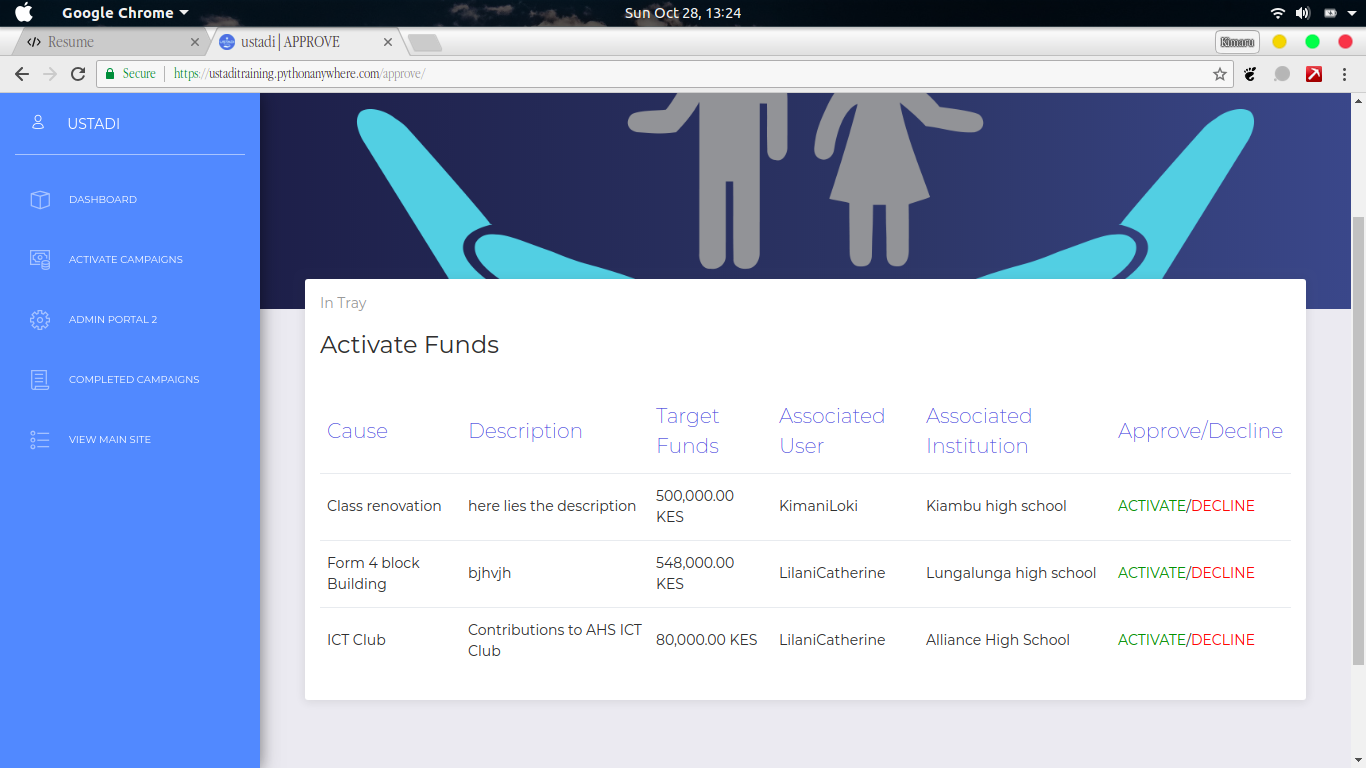 Google Chrome
Sun Oct 28, 13:24
Resume
ustadi | APPROVE
Kimaru
Secure
https://ustaditraining.pythonanywhere.com/approve/
USTADI
DASHBOARD
ACTIVATE CAMPAIGNS
ADMIN PORTAL 2
COMPLETED CAMPAIGNS
VIEW MAIN SITE
In Tray
Activate Funds
Cause
Description
Target
Funds
Associated
User
Associated
Institution
Approve/Decline
Class renovation
here lies the description
500,000.00
KES
KimaniLoki
Kiambu high school
ACTIVATE/DECLINE
Form 4 block
Building
bjhvjh
548,000.00
KES
LilaniCatherine
Lungalunga high school
ACTIVATE/DECLINE
ICT Club
Contributions to AHS ICT
Club
80,000.00 KES
LilaniCatherine
Alliance High School
ACTIVATE/DECLINE